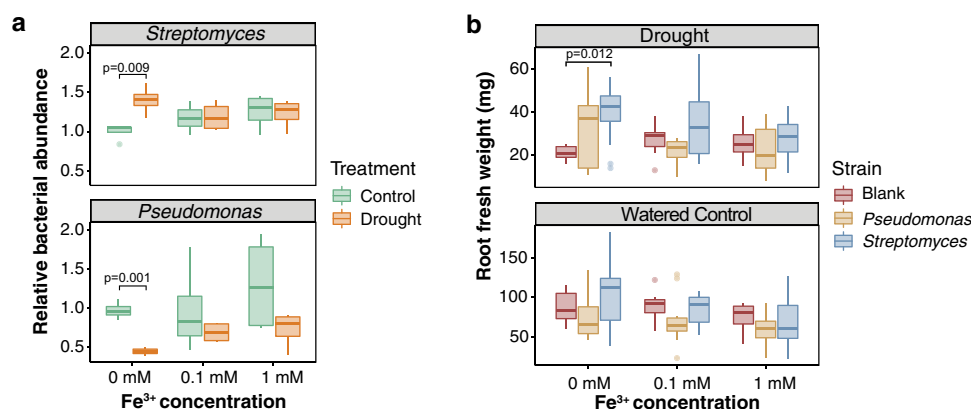 a
Streptomyces
2.0
1.5
1.0
0.5
p=0.009
Pseudomonas
2.0
1.5
1.0
0.5
p=0.001
0 mM 0.1 mM 1 mM
Fe³⁺ concentration
Relative bacterial abundance
Treatment
Control
Drought
b
Drought
60
40
20
p=0.012
Watered Control
150
100
50
0 mM 0.1 mM 1 mM
Fe³⁺ concentration
Root fresh weight (mg)
Strain
Blank
Pseudomonas
Streptomyces